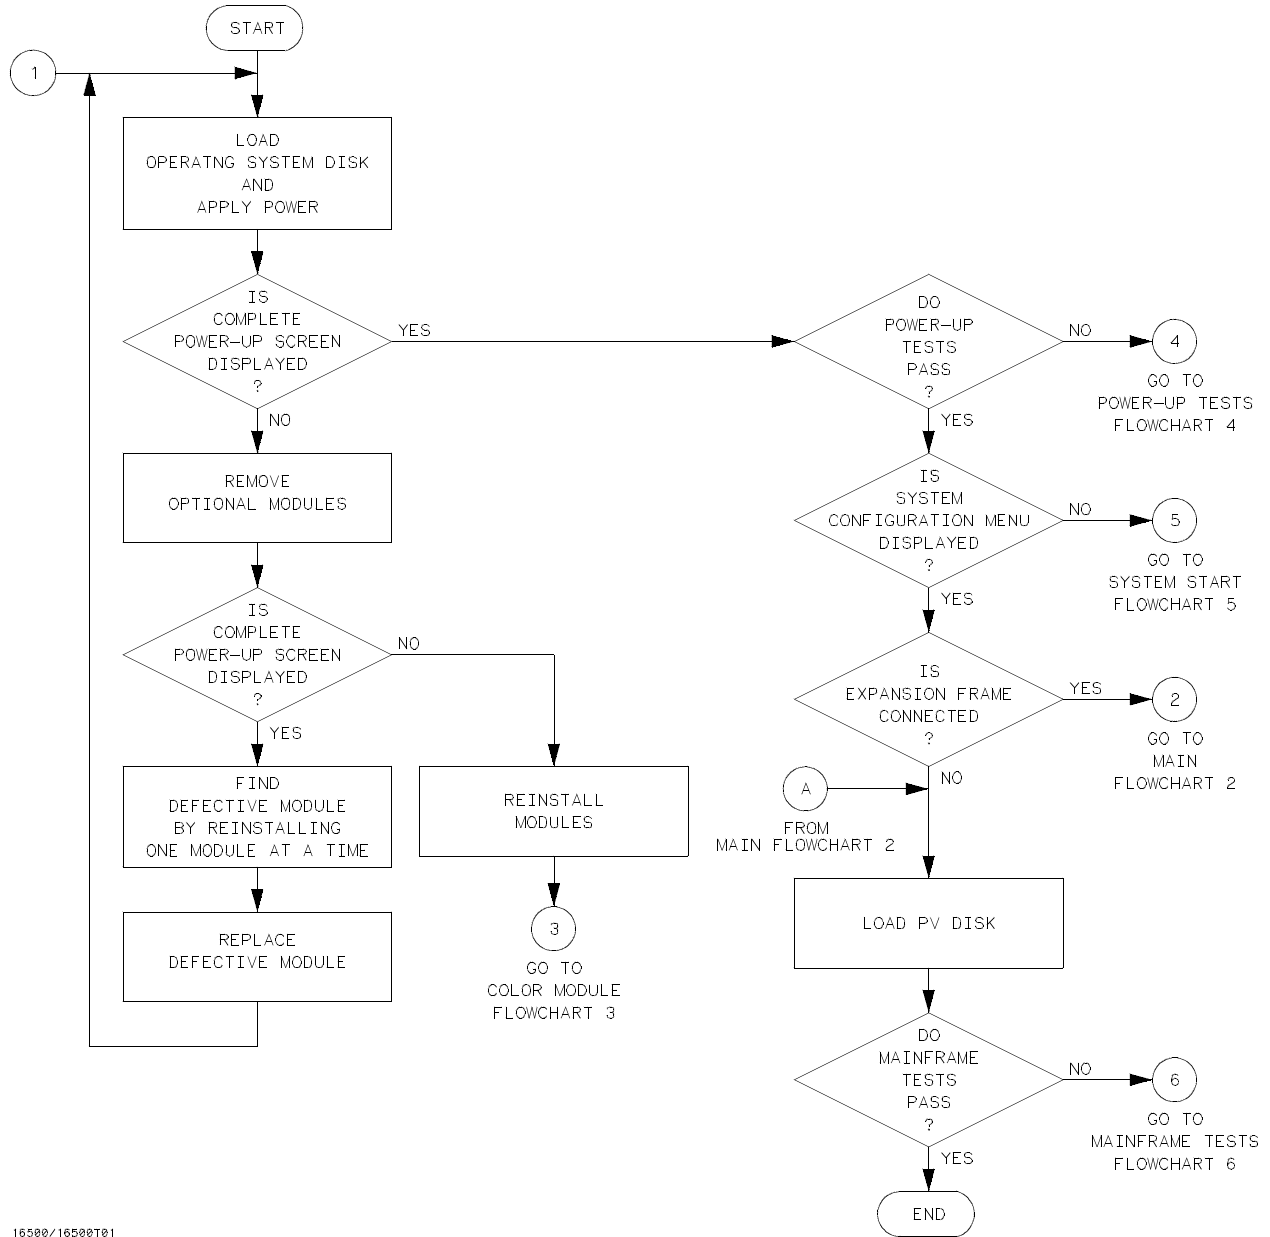 START
1
LOAD
OPERATNG SYSTEM DISK
AND
APPLY POWER
IS
COMPLETE
POWER-UP SCREEN
DISPLAYED
?
YES
NO
REMOVE
OPTIONAL MODULES
IS
COMPLETE
POWER-UP SCREEN
DISPLAYED
?
NO
YES
FIND
DEFECTIVE MODULE
BY REINSTALLING
ONE MODULE AT A TIME
REPLACE
DEFECTIVE MODULE
REINSTALL
MODULES
3
GO TO
COLOR MODULE
FLOWCHART 3
DO
POWER-UP
TESTS
PASS
?
NO
4
GO TO
POWER-UP TESTS
FLOWCHART 4
YES
IS
SYSTEM
CONFIGURATION MENU
DISPLAYED
?
NO
5
GO TO
SYSTEM START
FLOWCHART 5
YES
IS
EXPANSION FRAME
CONNECTED
?
YES
2
GO TO
MAIN
FLOWCHART 2
NO
A
FROM
MAIN FLOWCHART 2
LOAD PV DISK
DO
MAINFRAME
TESTS
PASS
?
NO
6
GO TO
MAINFRAME TESTS
FLOWCHART 6
YES
END
16500/16500T01